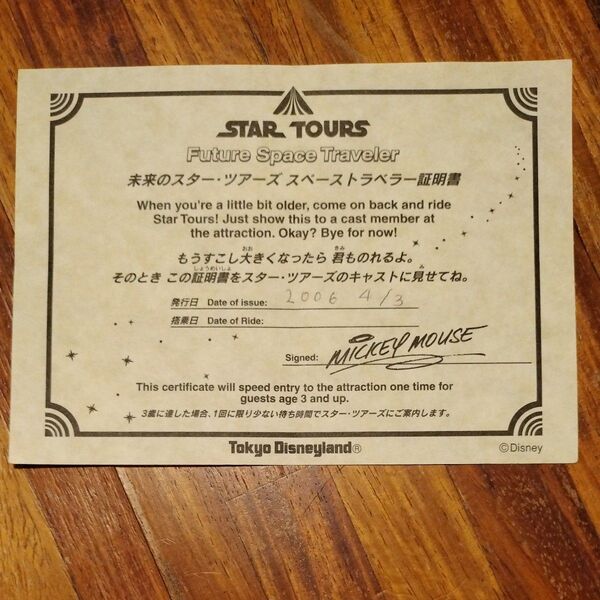 STAR TOURS
Future Space Traveler
未来のスター・ツアーズ スペーストラベラー証明書
When you're a little bit older, come on back and ride
Star Tours! Just show this to a cast member at
the attraction. Okay? Bye for now!
もうすこし大きくなったら 君ものれるよ。
そのとき この証明書をスター・ツアーズのキャストに見せてね。
発行日 Date of issue: 2006 4/3
搭乗日 Date of Ride:
Signed: MICKEY MOUSE
This certificate will speed entry to the attraction one time for
guests age 3 and up.
3歳に達した場合、1回に限り少ない待ち時間でスター・ツアーズにご案内します。
Tokyo Disneyland®
©Disney